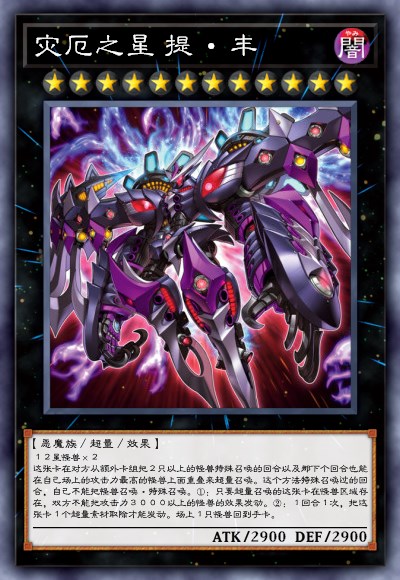 灾厄之星 提·丰
やみ
闇
【恶魔族／超量／效果】
１２星怪兽×２
这张卡在对方从额外卡组把２只以上的怪兽特殊召唤的回合以及那下个回合也能
在自己场上的攻击力最高的怪兽上面重叠来超量召唤。这个方法特殊召唤过的回
合，自己不能把怪兽召唤·特殊召唤。①：只要超量召唤的这张卡在怪兽区域存
在，双方不能把攻击力３０００以上的怪兽的效果发动。②：１回合１次，把这
张卡１个超量素材取除才能发动。场上１只怪兽回到手卡。
ATK/2900 DEF/2900